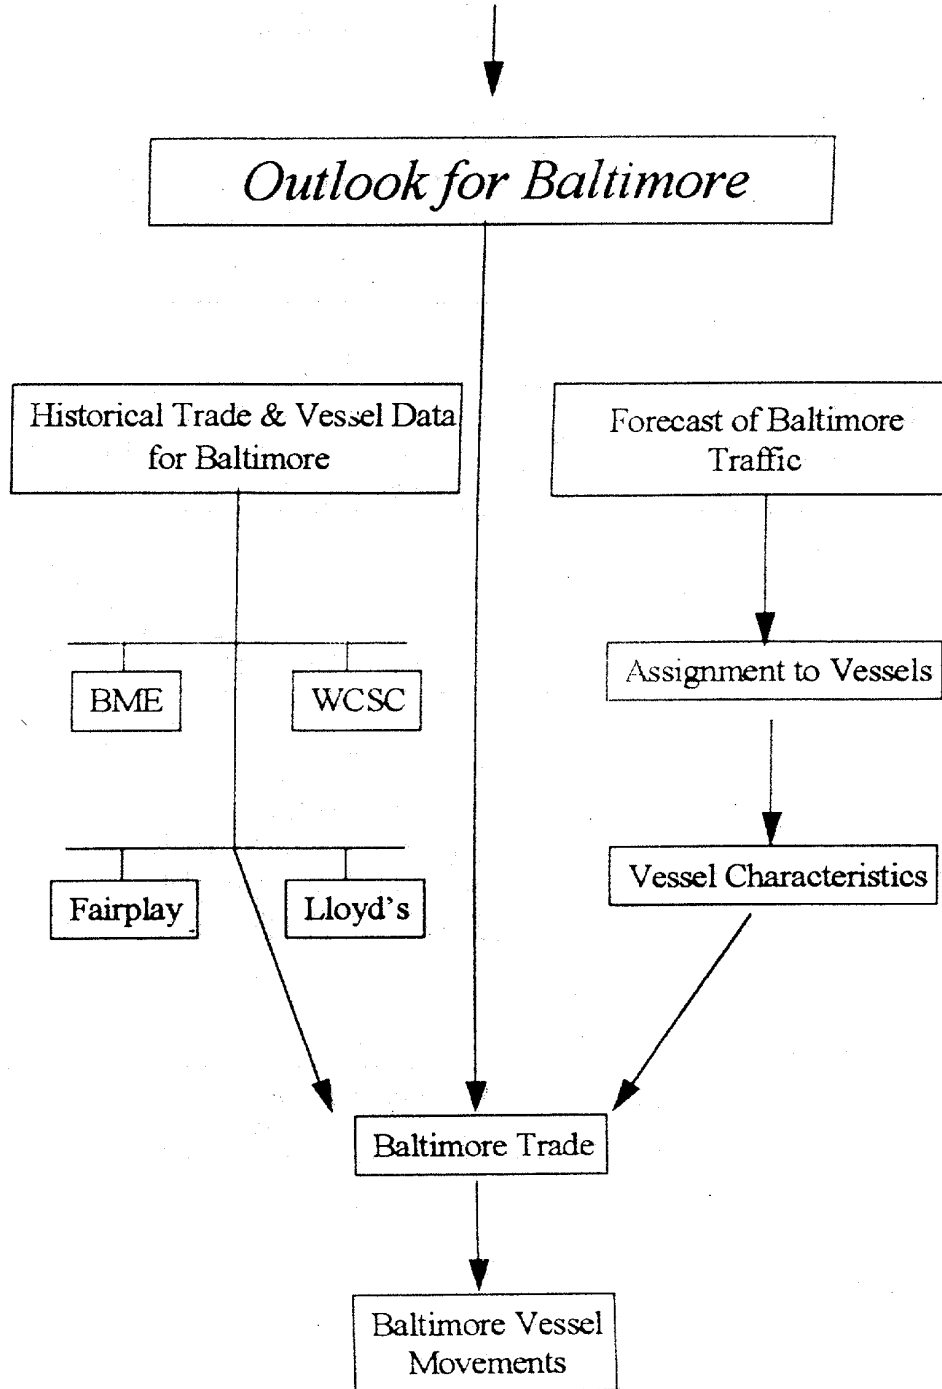 Outlook for Baltimore
Historical Trade & Vessel Data
for Baltimore
Forecast of Baltimore
Traffic
BME
WCSC
Assignment to Vessels
Fairplay
Lloyd's
Vessel Characteristics
Baltimore Trade
Baltimore Vessel
Movements